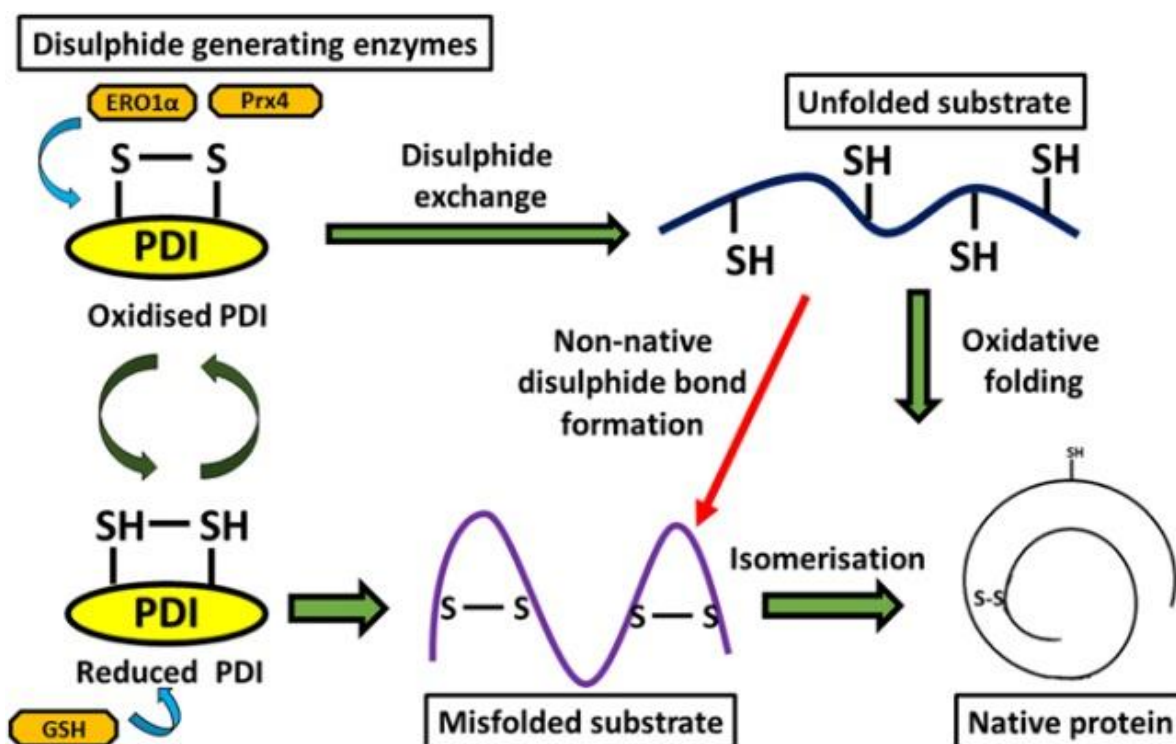 Disulphide generating enzymes
ERO1α
Prx4
S — S
PDI
Oxidised PDI
Disulphide
exchange
Unfolded substrate
SH
SH
SH
SH
Non-native
disulphide bond
formation
Oxidative
folding
SH — SH
PDI
Reduced PDI
GSH
S — S
S — S
Misfolded substrate
Isomerisation
SH
S-S
Native protein